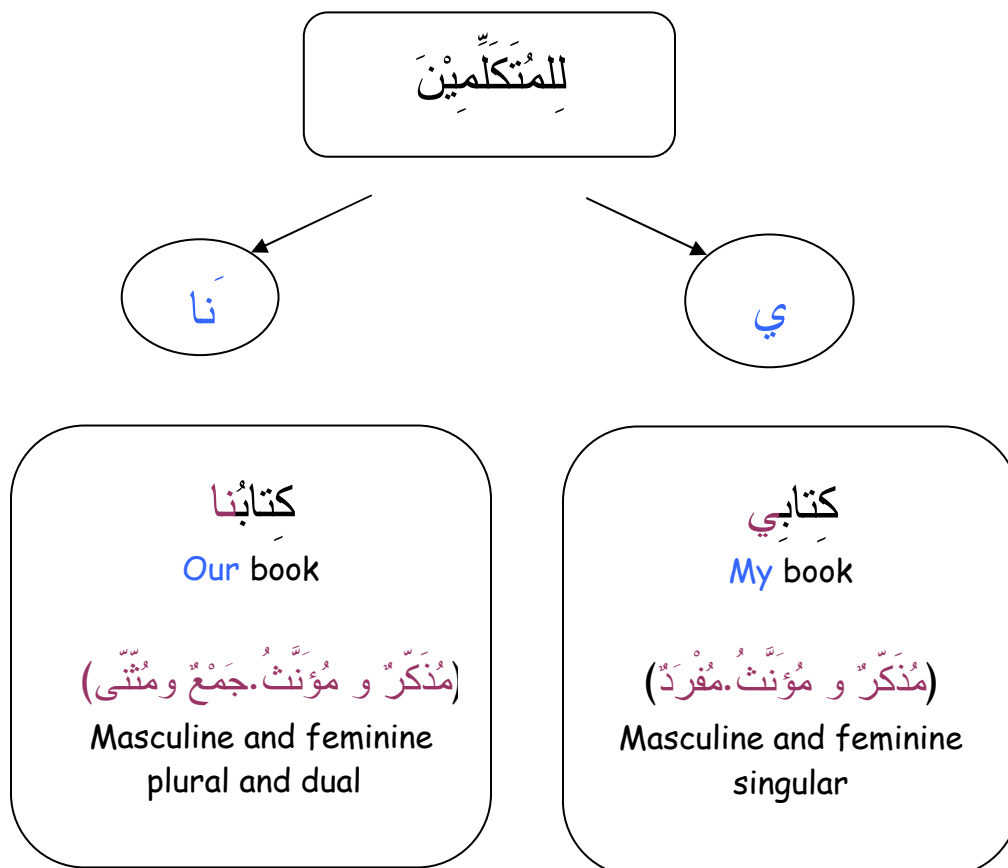 لِلمُتَكَلِّمِيْنَ
ي
نَا
كِتابِي
My book
(مُذَكّرٌ و مُؤَنَّثُ.مُفْرَدٌ)
Masculine and feminine
singular
كِتابُنا
Our book
(مُذَكّرٌ و مُؤَنَّثُ.جَمْعٌ ومُثّنّى)
Masculine and feminine
plural and dual